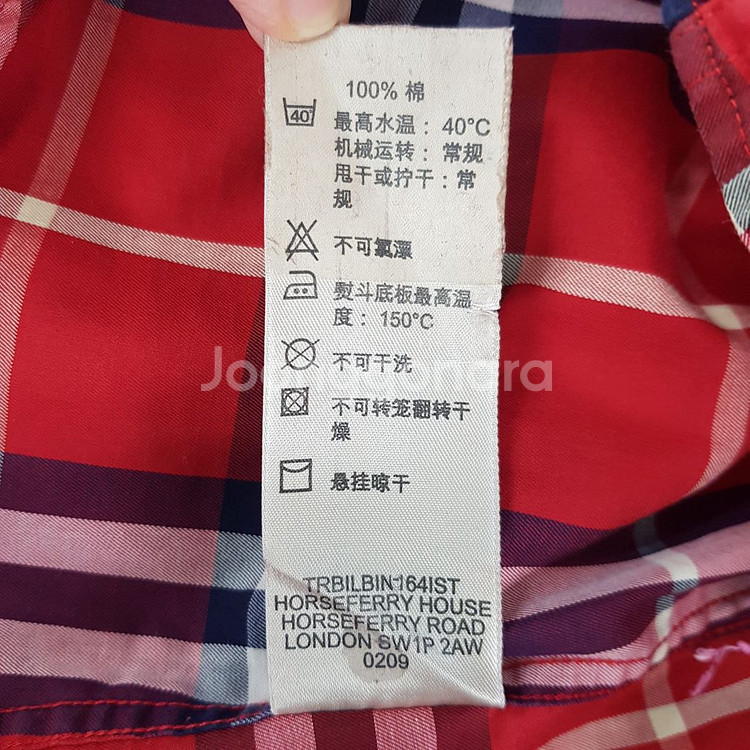 100% 棉
40°
最高水温： 40°C
机械运转： 常规
甩干或拧干：常
规
不可氯漂
熨斗底板最高温
度： 150°C
不可干洗
不可转笼翻转干
燥
悬挂晾干
TRBILBIN164IST
HORSEFERRY HOUSE
HORSEFERRY ROAD
LONDON SW1P 2AW
0209